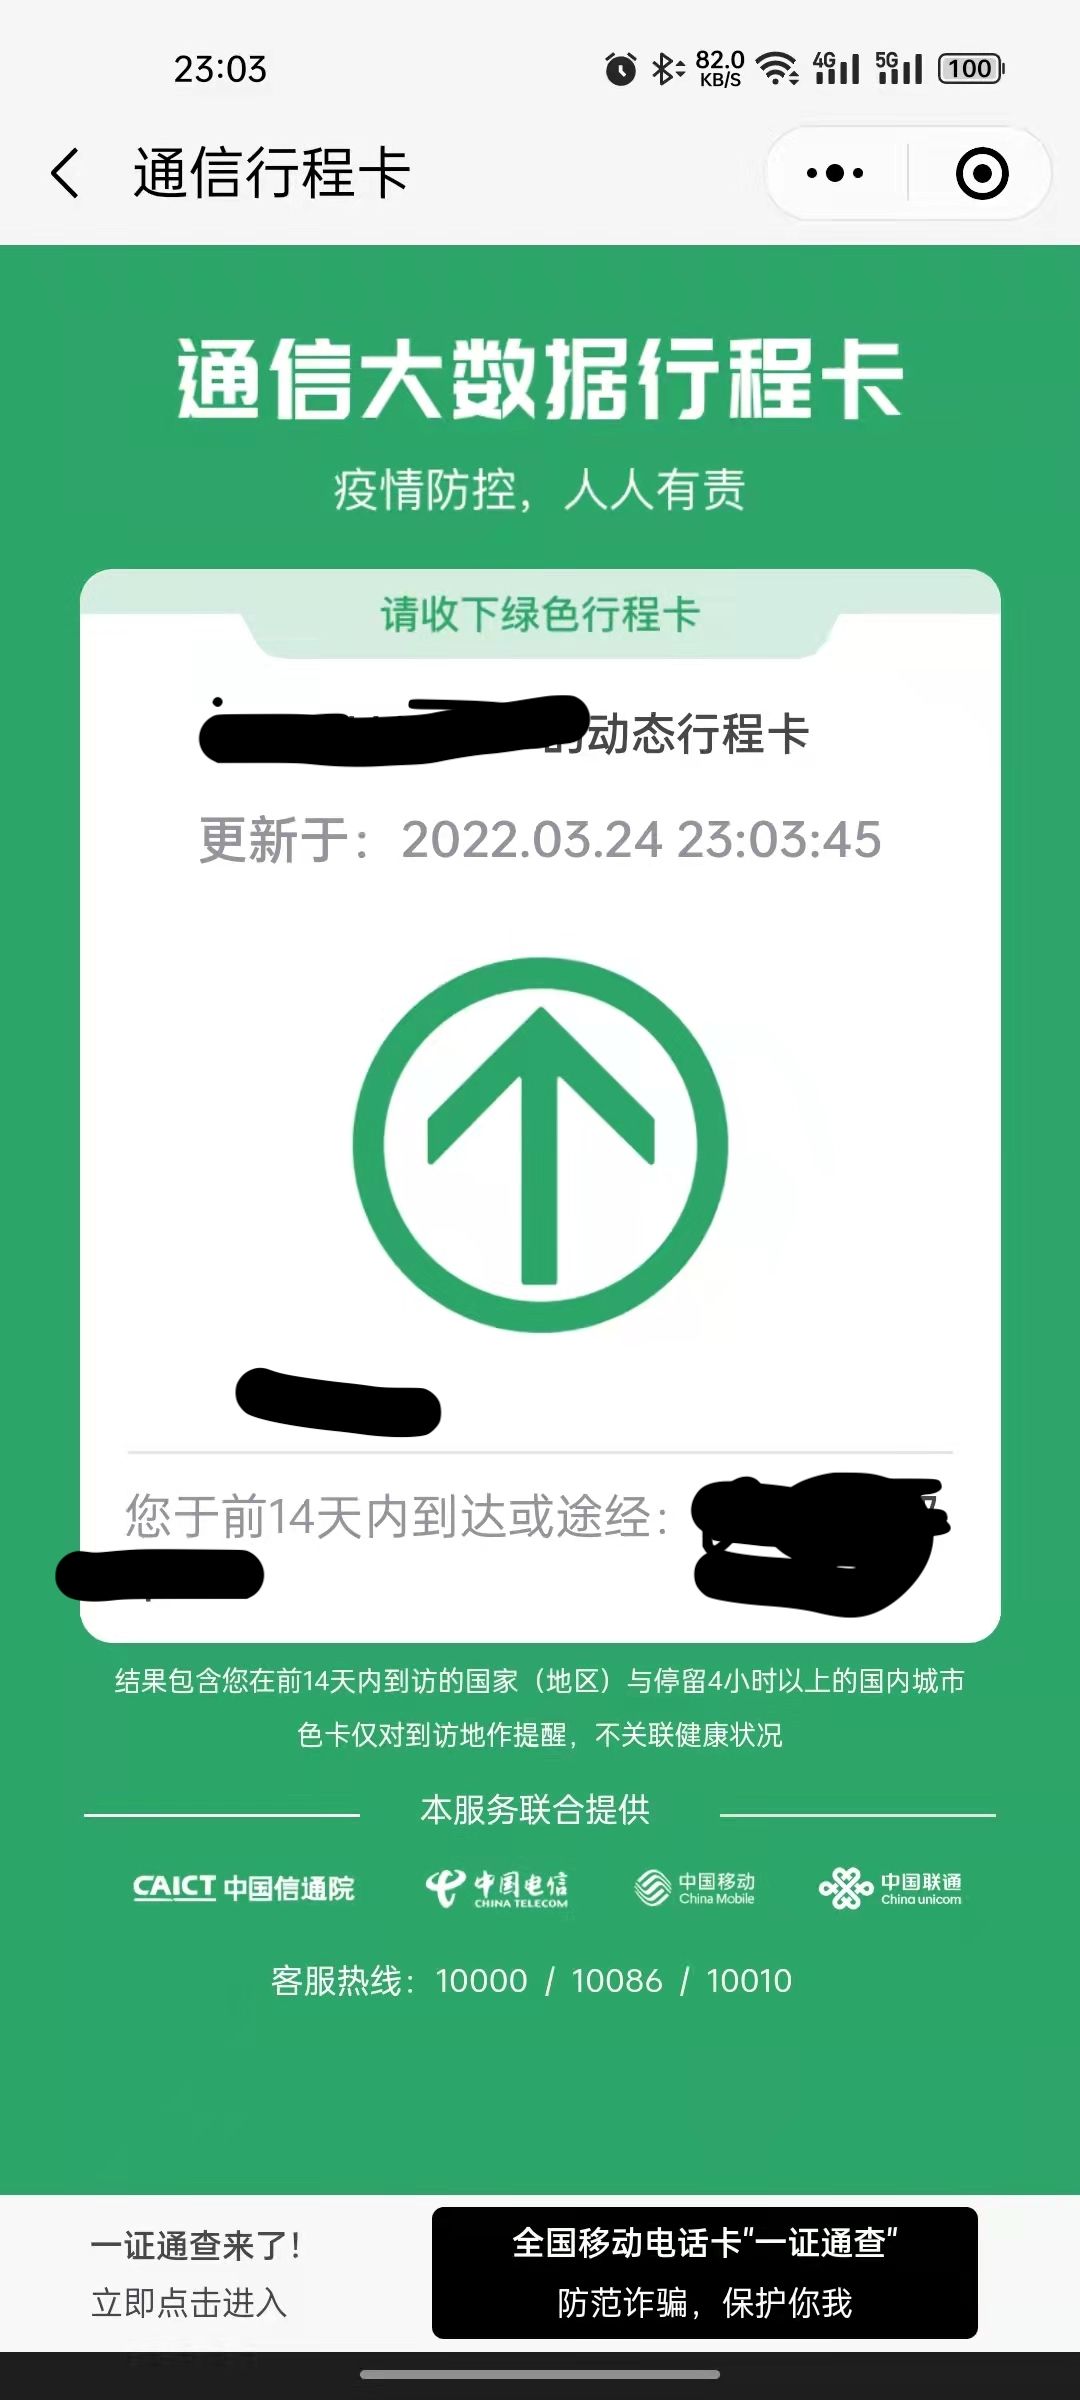 23:03
82.0
KB/S
4G
5G
100
通信行程卡
通信大数据行程卡
疫情防控，人人有责
请收下绿色行程卡
的动态行程卡
更新于：2022.03.24 23:03:45
您于前14天内到达或途经：
结果包含您在前14天内到访的国家（地区）与停留4小时以上的国内城市
色卡仅对到访地作提醒，不关联健康状况
本服务联合提供
CAICT 中国信通院
中国电信
CHINA TELECOM
中国移动
China Mobile
中国联通
China unicom
客服热线：10000 / 10086 / 10010
一证通查来了！
立即点击进入
全国移动电话卡"一证通查"
防范诈骗，保护你我